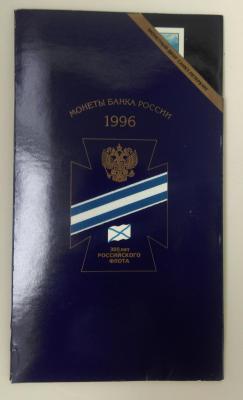 МОНЕТЫ БАНКА РОССИИ
1996
300 лет
РОССИЙСКОГО
ФЛОТА